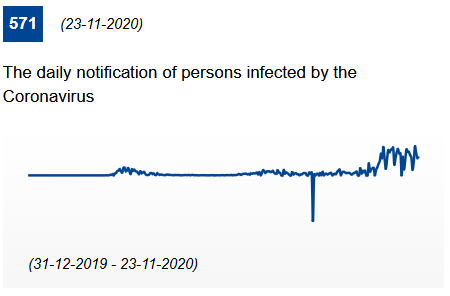 571 (23-11-2020)
The daily notification of persons infected by the
Coronavirus
(31-12-2019 - 23-11-2020)